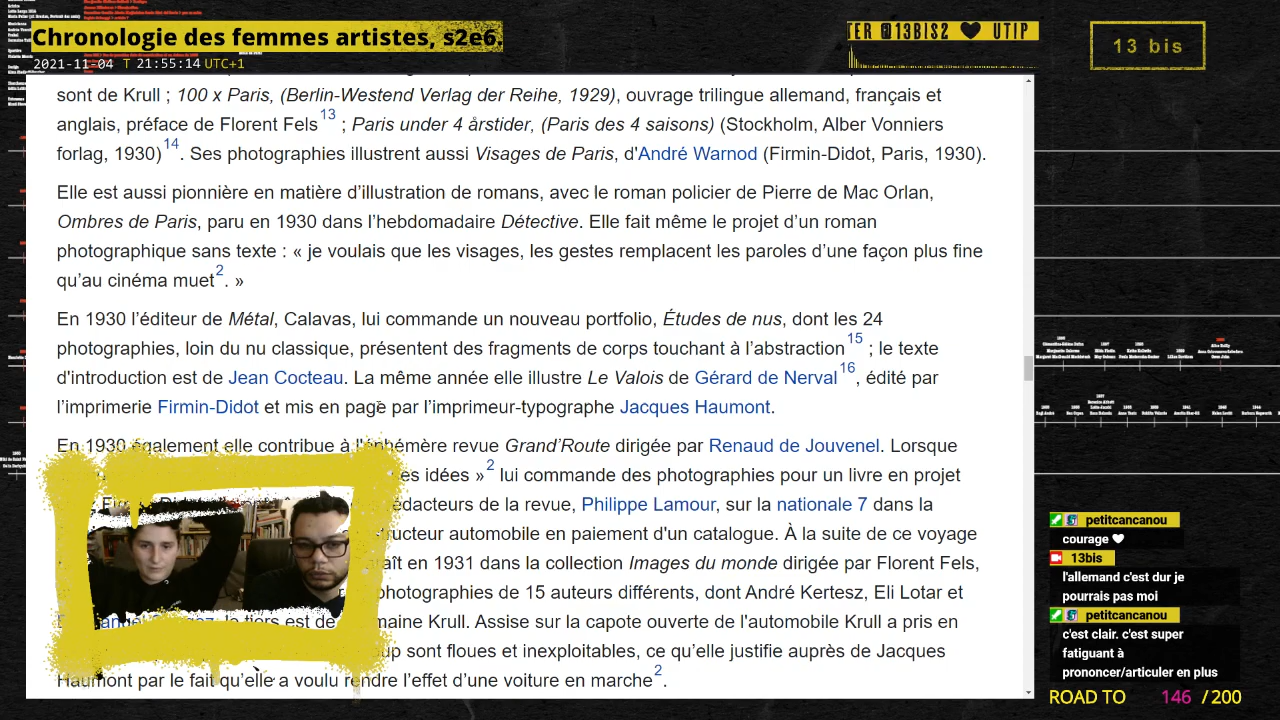 Chronologie des femmes artistes, s2e6.
TER @13BIS2 ♥ UTIP
13 bis
2021-11-04 T 21:55:14 UTC+1
sont de Krull ; 100 x Paris, (Berlin-Westend Verlag der Reihe, 1929), ouvrage trilingue allemand, français et
anglais, préface de Florent Fels13 ; Paris under 4 årstider, (Paris des 4 saisons) (Stockholm, Alber Vonniers
forlag, 1930)14. Ses photographies illustrent aussi Visages de Paris, d'André Warnod (Firmin-Didot, Paris, 1930).
Elle est aussi pionnière en matière d’illustration de romans, avec le roman policier de Pierre de Mac Orlan,
Ombres de Paris, paru en 1930 dans l’hebdomadaire Détective. Elle fait même le projet d’un roman
photographique sans texte : « je voulais que les visages, les gestes remplacent les paroles d’une façon plus fine
qu’au cinéma muet2. »
En 1930 l’éditeur de Métal, Calavas, lui commande un nouveau portfolio, Études de nus, dont les 24
photographies, loin du nu classique, présentent des fragments de corps touchant à l’abstraction15 ; le texte
d'introduction est de Jean Cocteau. La même année elle illustre Le Valois de Gérard de Nerval16, édité par
l’imprimerie Firmin-Didot et mis en page par l’imprimeur-typographe Jacques Haumont.
En 1930 également elle contribue à l'éphémère revue Grand’Route dirigée par Renaud de Jouvenel. Lorsque
es idées »2 lui commande des photographies pour un livre en projet
édacteurs de la revue, Philippe Lamour, sur la nationale 7 dans la
ructeur automobile en paiement d'un catalogue. À la suite de ce voyage
aît en 1931 dans la collection Images du monde dirigée par Florent Fels,
photographies de 15 auteurs différents, dont André Kertesz, Eli Lotar et
le tiers est de Krull. Assise sur la capote ouverte de l'automobile Krull a pris en
up sont floues et inexploitables, ce qu’elle justifie auprès de Jacques
Haumont par le fait qu’elle a voulu rendre l’effet d’une voiture en marche2.
petitcancanou
courage ♥
13bis
l'allemand c'est dur je
pourrais pas moi
petitcancanou
c'est clair. c'est super
fatiguant à
prononcer/articuler en plus
ROAD TO 146 / 200